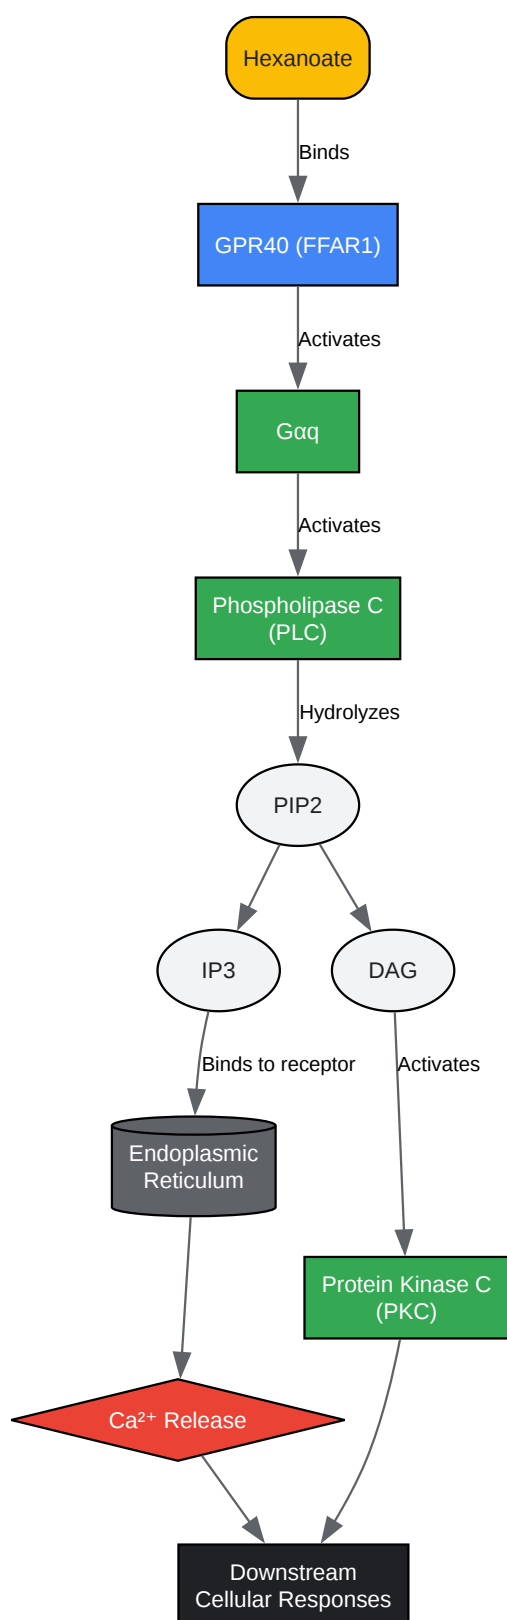 Hexanoate
Binds
GPR40 (FFAR1)
Activates
Gαq
Activates
Phospholipase C
(PLC)
Hydrolyzes
PIP2
IP3
DAG
Binds to receptor
Activates
Endoplasmic
Reticulum
Protein Kinase C
(PKC)
Ca²⁺ Release
Downstream
Cellular Responses